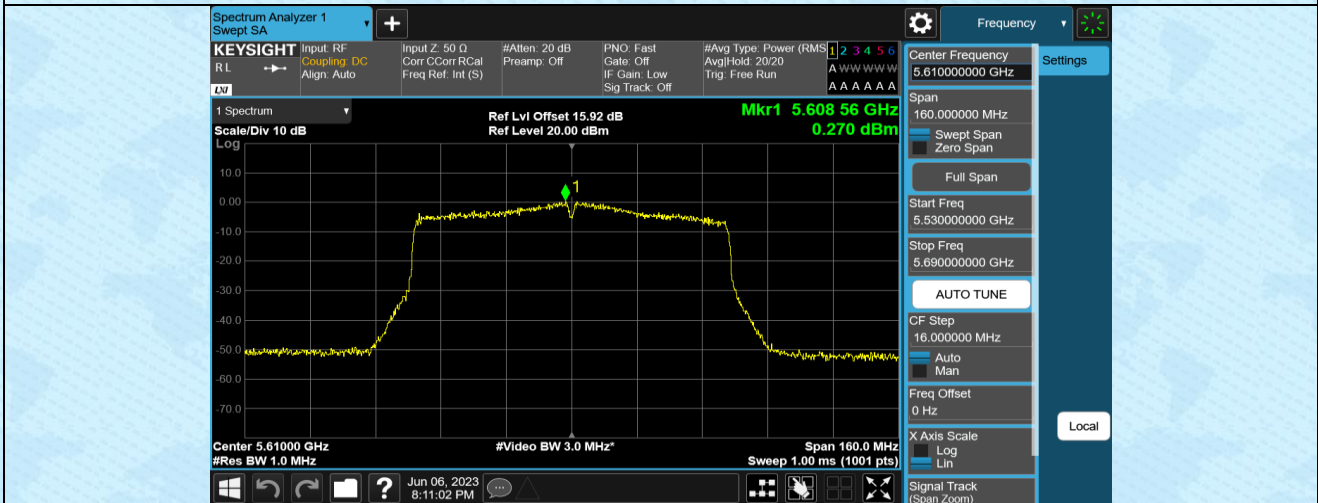 Spectrum Analyzer 1
Swept SA
+
Frequency
KEYSIGHT
RL
LXI
Input: RF
Coupling: DC
Align: Auto
Input Z: 50 Ω
Corr CCorr RCal
Freq Ref: Int (S)
#Atten: 20 dB
Preamp: Off
PNO: Fast
Gate: Off
IF Gain: Low
Sig Track: Off
#Avg Type: Power (RMS
Avg|Hold: 20/20
Trig: Free Run
1 2 3 4 5 6
A W W W W W
A A A A A A
1 Spectrum
Scale/Div 10 dB
Log
Ref Lvl Offset 15.92 dB
Ref Level 20.00 dBm
Mkr1 5.608 56 GHz
0.270 dBm
1
10.0
0.00
-10.0
-20.0
-30.0
-40.0
-50.0
-60.0
-70.0
Center 5.61000 GHz
#Res BW 1.0 MHz
#Video BW 3.0 MHz*
Span 160.0 MHz
Sweep 1.00 ms (1001 pts)
?
Jun 06, 2023
8:11:02 PM
Center Frequency
5.610000000 GHz
Settings
Span
160.000000 MHz
Swept Span
Zero Span
Full Span
Start Freq
5.530000000 GHz
Stop Freq
5.690000000 GHz
AUTO TUNE
CF Step
16.000000 MHz
Auto
Man
Freq Offset
0 Hz
Local
X Axis Scale
Log
Lin
Signal Track
(Span Zoom)